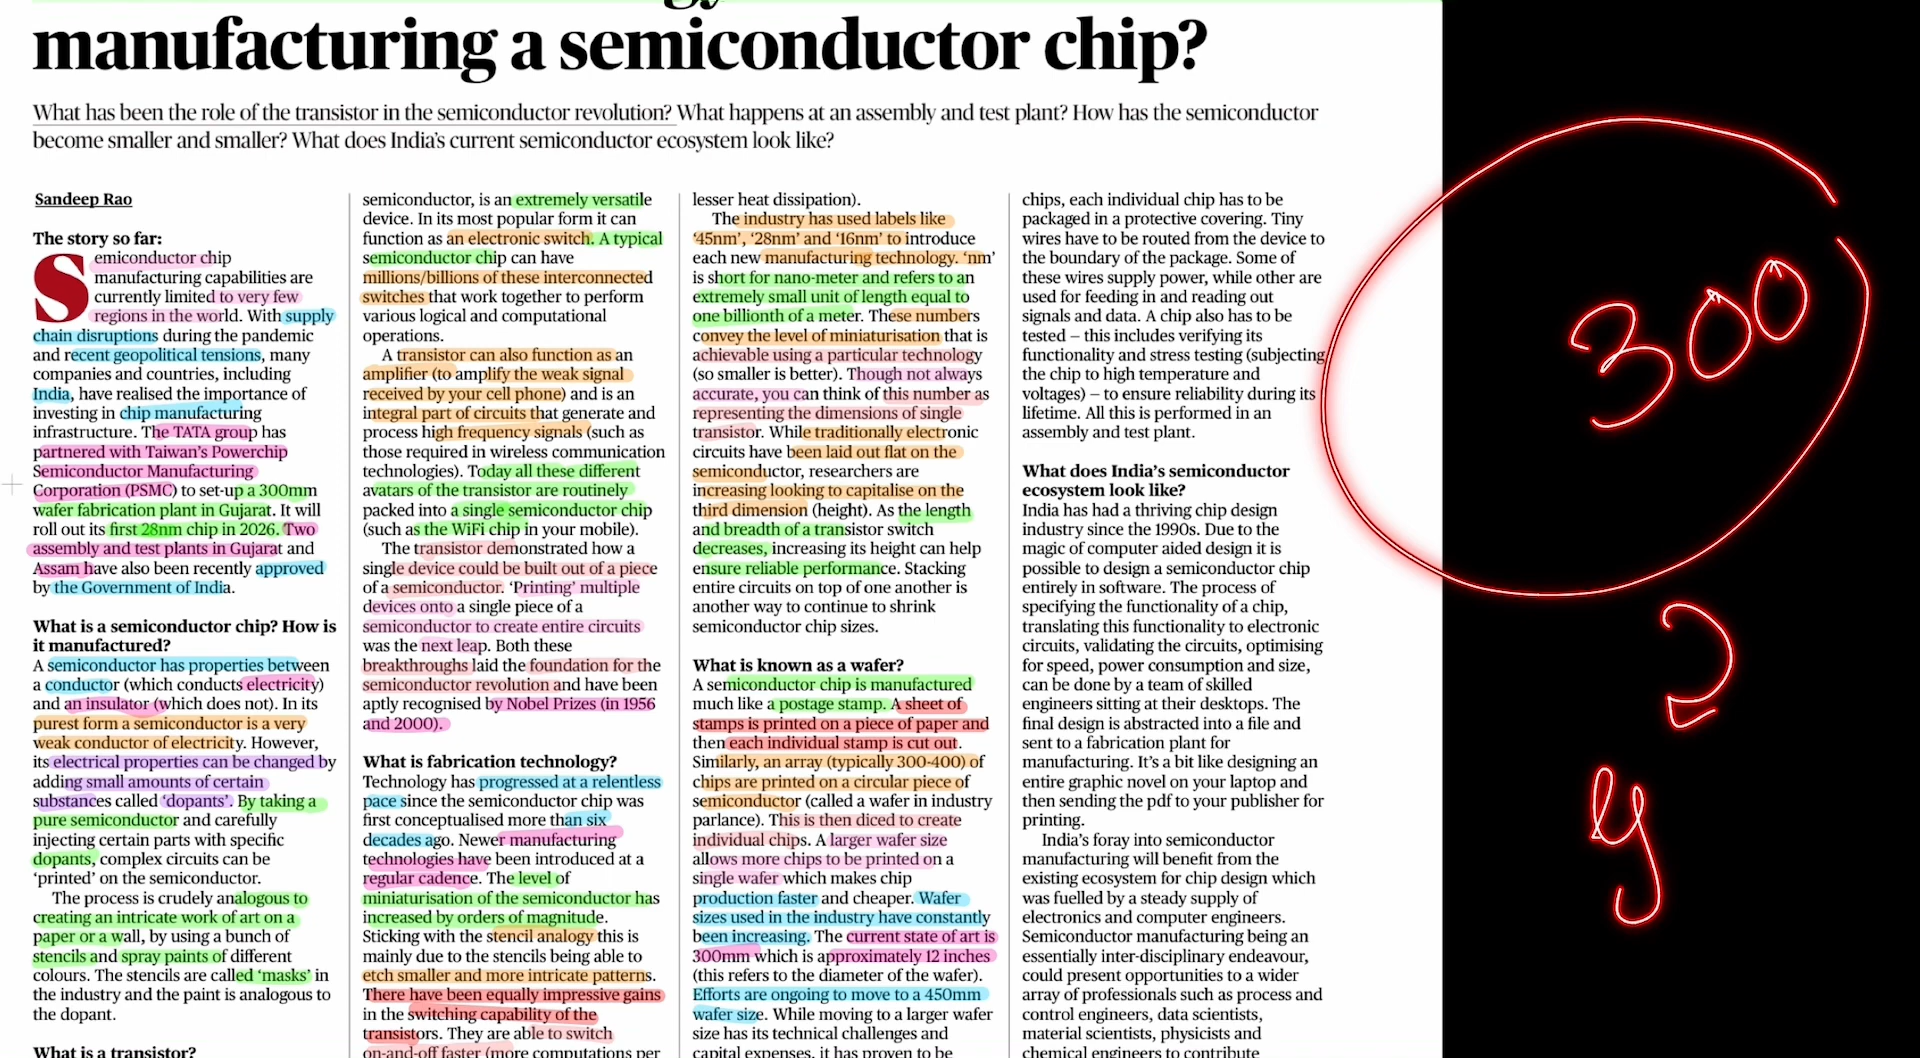 manufacturing a semiconductor chip?
What has been the role of the transistor in the semiconductor revolution? What happens at an assembly and test plant? How has the semiconductor
become smaller and smaller? What does India's current semiconductor ecosystem look like?
Sandeep Rao
The story so far:
Semiconductor chip
manufacturing capabilities are
currently limited to very few
regions in the world. With supply
chain disruptions during the pandemic
and recent geopolitical tensions, many
companies and countries, including
India, have realised the importance of
investing in chip manufacturing
infrastructure. The TATA group has
partnered with Taiwan's Powerchip
Semiconductor Manufacturing
Corporation (PSMC) to set-up a 300mm
wafer fabrication plant in Gujarat. It will
roll out its first 28nm chip in 2026. Two
assembly and test plants in Gujarat and
Assam have also been recently approved
by the Government of India.
What is a semiconductor chip? How is
it manufactured?
A semiconductor has properties between
a conductor (which conducts electricity)
and an insulator (which does not). In its
purest form a semiconductor is a very
weak conductor of electricity. However,
its electrical properties can be changed by
adding small amounts of certain
substances called 'dopants'. By taking a
pure semiconductor and carefully
injecting certain parts with specific
dopants, complex circuits can be
'printed' on the semiconductor.
The process is crudely analogous to
creating an intricate work of art on a
paper or a wall, by using a bunch of
stencils and spray paints of different
colours. The stencils are called 'masks' in
the industry and the paint is analogous to
the dopant.
What is a transistor?
semiconductor, is an extremely versatile
device. In its most popular form it can
function as an electronic switch. A typical
semiconductor chip can have
millions/billions of these interconnected
switches that work together to perform
various logical and computational
operations.
A transistor can also function as an
amplifier (to amplify the weak signal
received by your cell phone) and is an
integral part of circuits that generate and
process high frequency signals (such as
those required in wireless communication
technologies). Today all these different
avatars of the transistor are routinely
packed into a single semiconductor chip
(such as the WiFi chip in your mobile).
The transistor demonstrated how a
single device could be built out of a piece
of a semiconductor. 'Printing' multiple
devices onto a single piece of a
semiconductor to create entire circuits
was the next leap. Both these
breakthroughs laid the foundation for the
semiconductor revolution and have been
aptly recognised by Nobel Prizes (in 1956
and 2000).
What is fabrication technology?
Technology has progressed at a relentless
pace since the semiconductor chip was
first conceptualised more than six
decades ago. Newer manufacturing
technologies have been introduced at a
regular cadence. The level of
miniaturisation of the semiconductor has
increased by orders of magnitude.
Sticking with the stencil analogy this is
mainly due to the stencils being able to
etch smaller and more intricate patterns.
There have been equally impressive gains
in the switching capability of the
transistors. They are able to switch
on-and-off faster (more computations per
lesser heat dissipation).
The industry has used labels like
'45nm', '28nm' and '16nm' to introduce
each new manufacturing technology. 'nm'
is short for nano-meter and refers to an
extremely small unit of length equal to
one billionth of a meter. These numbers
convey the level of miniaturisation that is
achievable using a particular technology
(so smaller is better). Though not always
accurate, you can think of this number as
representing the dimensions of single
transistor. While traditionally electronic
circuits have been laid out flat on the
semiconductor, researchers are
increasing looking to capitalise on the
third dimension (height). As the length
and breadth of a transistor switch
decreases, increasing its height can help
ensure reliable performance. Stacking
entire circuits on top of one another is
another way to continue to shrink
semiconductor chip sizes.
What is known as a wafer?
A semiconductor chip is manufactured
much like a postage stamp. A sheet of
stamps is printed on a piece of paper and
then each individual stamp is cut out.
Similarly, an array (typically 300-400) of
chips are printed on a circular piece of
semiconductor (called a wafer in industry
parlance). This is then diced to create
individual chips. A larger wafer size
allows more chips to be printed on a
single wafer which makes chip
production faster and cheaper. Wafer
sizes used in the industry have constantly
been increasing. The current state of art is
300mm which is approximately 12 inches
(this refers to the diameter of the wafer).
Efforts are ongoing to move to a 450mm
wafer size. While moving to a larger wafer
size has its technical challenges and
capital expenses, it has proven to be
chips, each individual chip has to be
packaged in a protective covering. Tiny
wires have to be routed from the device to
the boundary of the package. Some of
these wires supply power, while other are
used for feeding in and reading out
signals and data. A chip also has to be
tested – this includes verifying its
functionality and stress testing (subjecting
the chip to high temperature and
voltages) – to ensure reliability during its
lifetime. All this is performed in an
assembly and test plant.
What does India's semiconductor
ecosystem look like?
India has had a thriving chip design
industry since the 1990s. Due to the
magic of computer aided design it is
possible to design a semiconductor chip
entirely in software. The process of
specifying the functionality of a chip,
translating this functionality to electronic
circuits, validating the circuits, optimising
for speed, power consumption and size,
can be done by a team of skilled
engineers sitting at their desktops. The
final design is abstracted into a file and
sent to a fabrication plant for
manufacturing. It's a bit like designing an
entire graphic novel on your laptop and
then sending the pdf to your publisher for
printing.
India's foray into semiconductor
manufacturing will benefit from the
existing ecosystem for chip design which
was fuelled by a steady supply of
electronics and computer engineers.
Semiconductor manufacturing being an
essentially inter-disciplinary endeavour,
could present opportunities to a wider
array of professionals such as process and
control engineers, data scientists,
material scientists, physicists and
chemical engineers to contribute
300